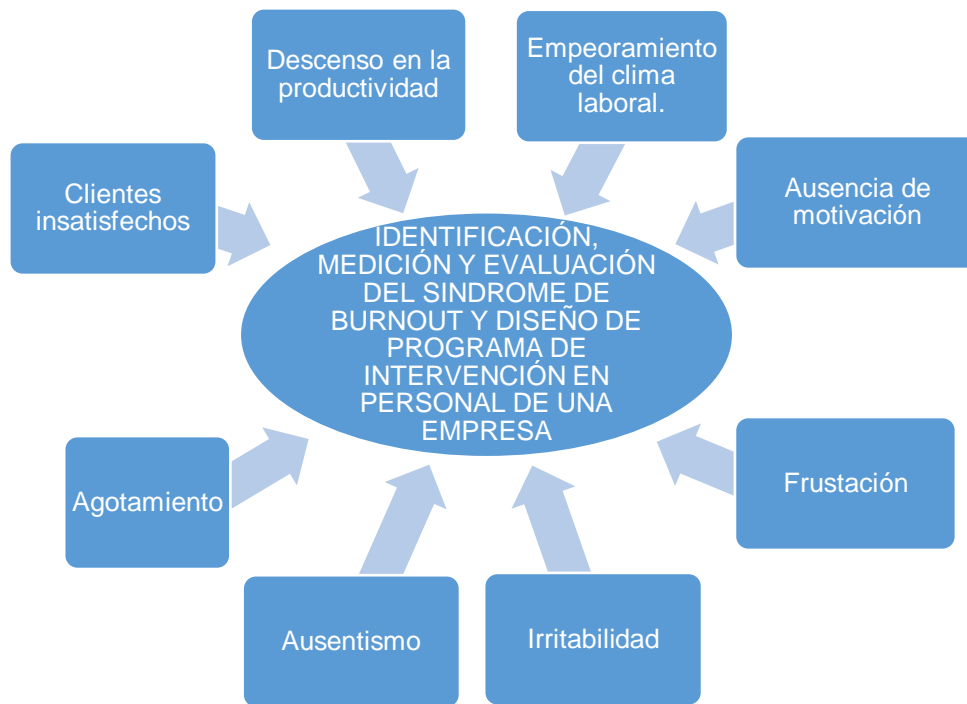 Descenso en la
productividad
Empeoramiento
del clima
laboral.
Clientes
insatisfechos
Ausencia de
motivación
IDENTIFICACIÓN,
MEDICIÓN Y EVALUACIÓN
DEL SINDROME DE
BURNOUT Y DISEÑO DE
PROGRAMA DE
INTERVENCIÓN EN
PERSONAL DE UNA
EMPRESA
Agotamiento
Frustación
Ausentismo
Irritabilidad